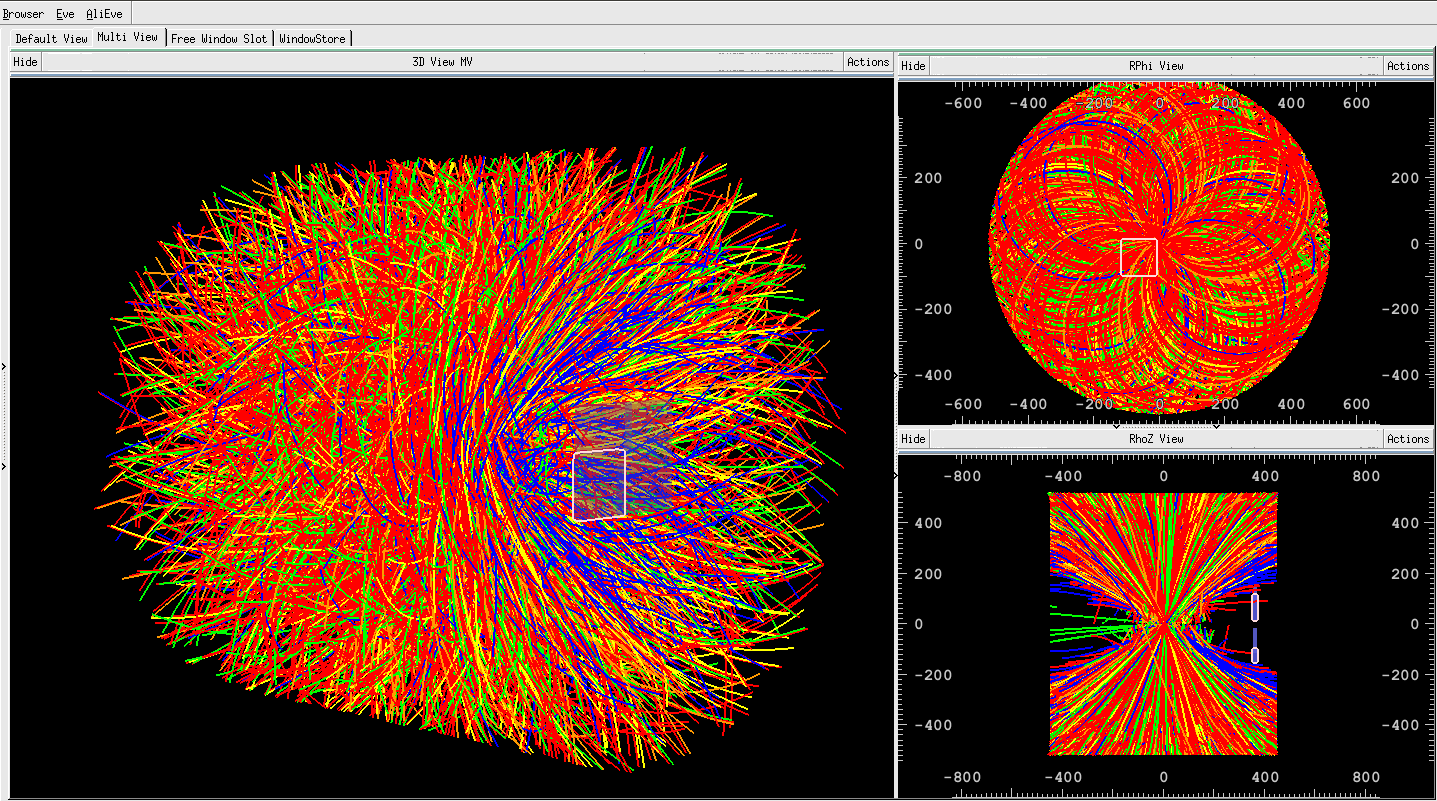 Browser Eve AliEve
Default View Multi View Free Window Slot WindowStore
Hide 3D View MV Actions
Hide RPhi View Actions
-600 -400 -200 0 200 400 600
200 200
0 0
-200 -200
-400 -400
-600 -400 -200 0 200 400 600
Hide RhoZ View Actions
-800 -400 0 400 800
400 400
200 200
0 0
-200 -200
-400 -400
-800 -400 0 400 800